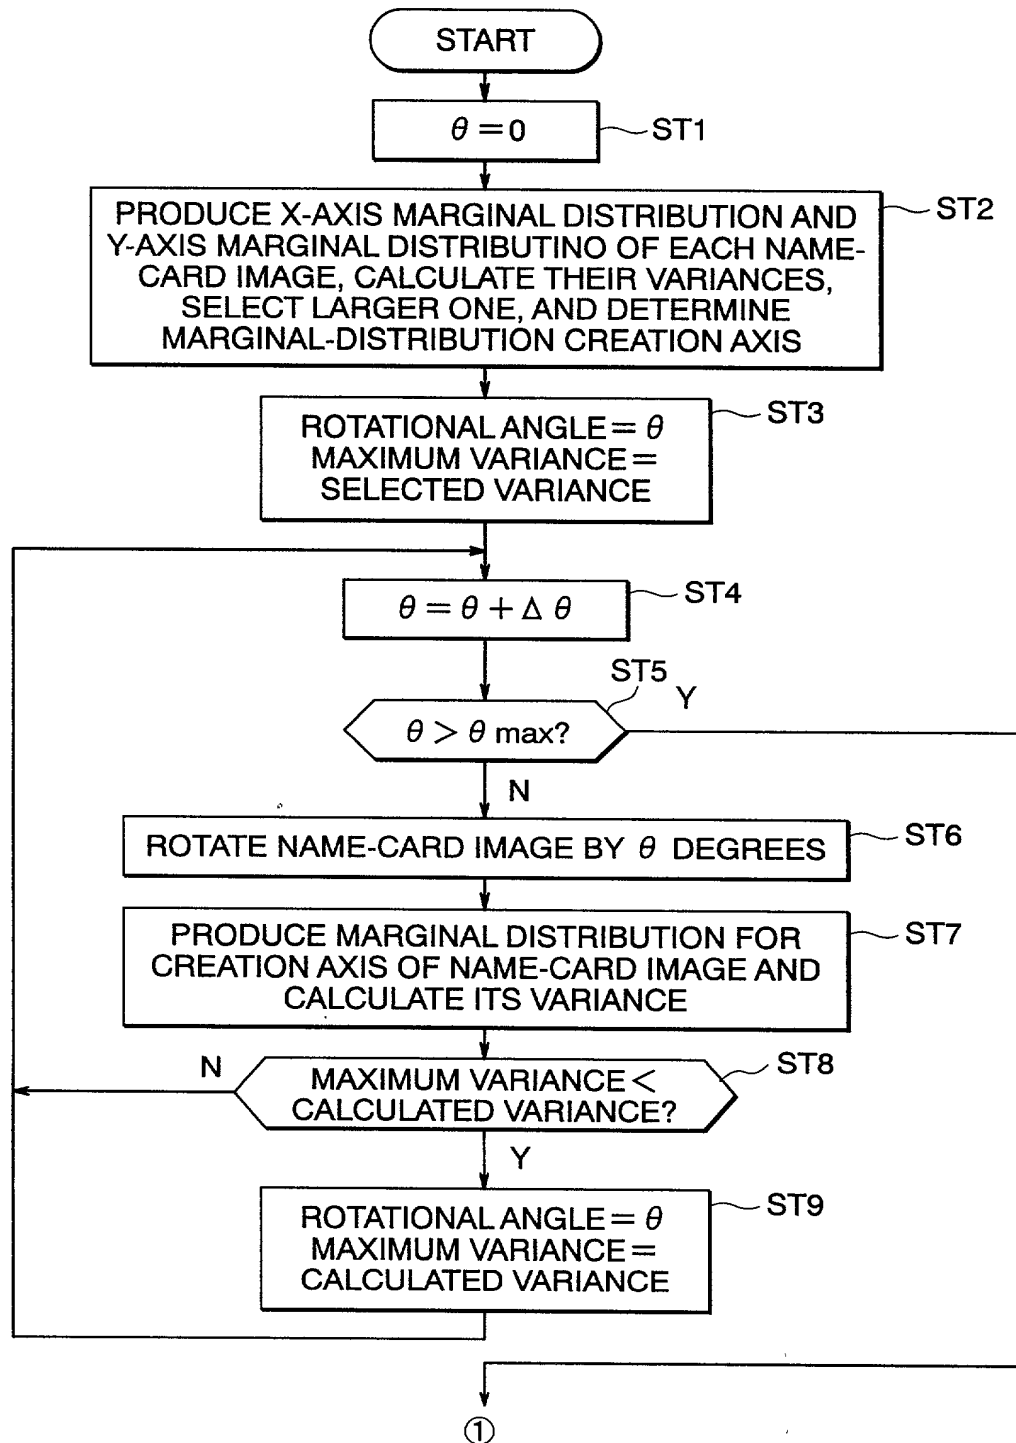 START
θ = 0
ST1
PRODUCE X-AXIS MARGINAL DISTRIBUTION AND
Y-AXIS MARGINAL DISTRIBUTINO OF EACH NAME-
CARD IMAGE, CALCULATE THEIR VARIANCES,
SELECT LARGER ONE, AND DETERMINE
MARGINAL-DISTRIBUTION CREATION AXIS
ST2
ROTATIONAL ANGLE = θ
MAXIMUM VARIANCE =
SELECTED VARIANCE
ST3
θ = θ + Δ θ
ST4
θ > θ max?
ST5
Y
N
ROTATE NAME-CARD IMAGE BY θ DEGREES
ST6
PRODUCE MARGINAL DISTRIBUTION FOR
CREATION AXIS OF NAME-CARD IMAGE AND
CALCULATE ITS VARIANCE
ST7
MAXIMUM VARIANCE <
CALCULATED VARIANCE?
ST8
N
Y
ROTATIONAL ANGLE = θ
MAXIMUM VARIANCE =
CALCULATED VARIANCE
ST9
①